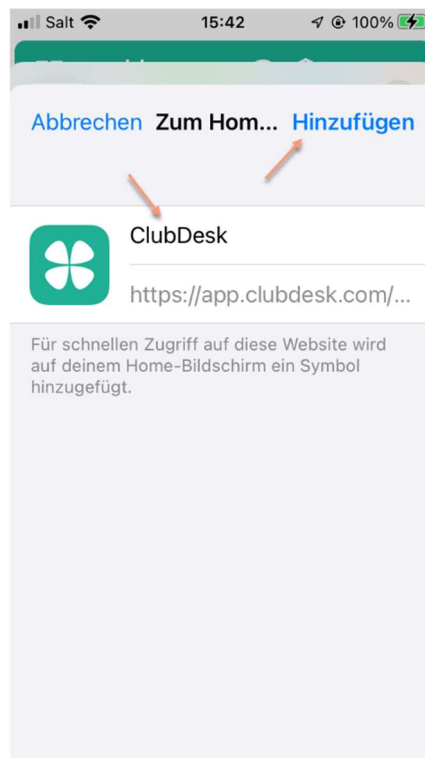 Salt 15:42 100%
Abbrechen Zum Hom... Hinzufügen
ClubDesk
https://app.clubdesk.com/...
Für schnellen Zugriff auf diese Website wird
auf deinem Home-Bildschirm ein Symbol
hinzugefügt.